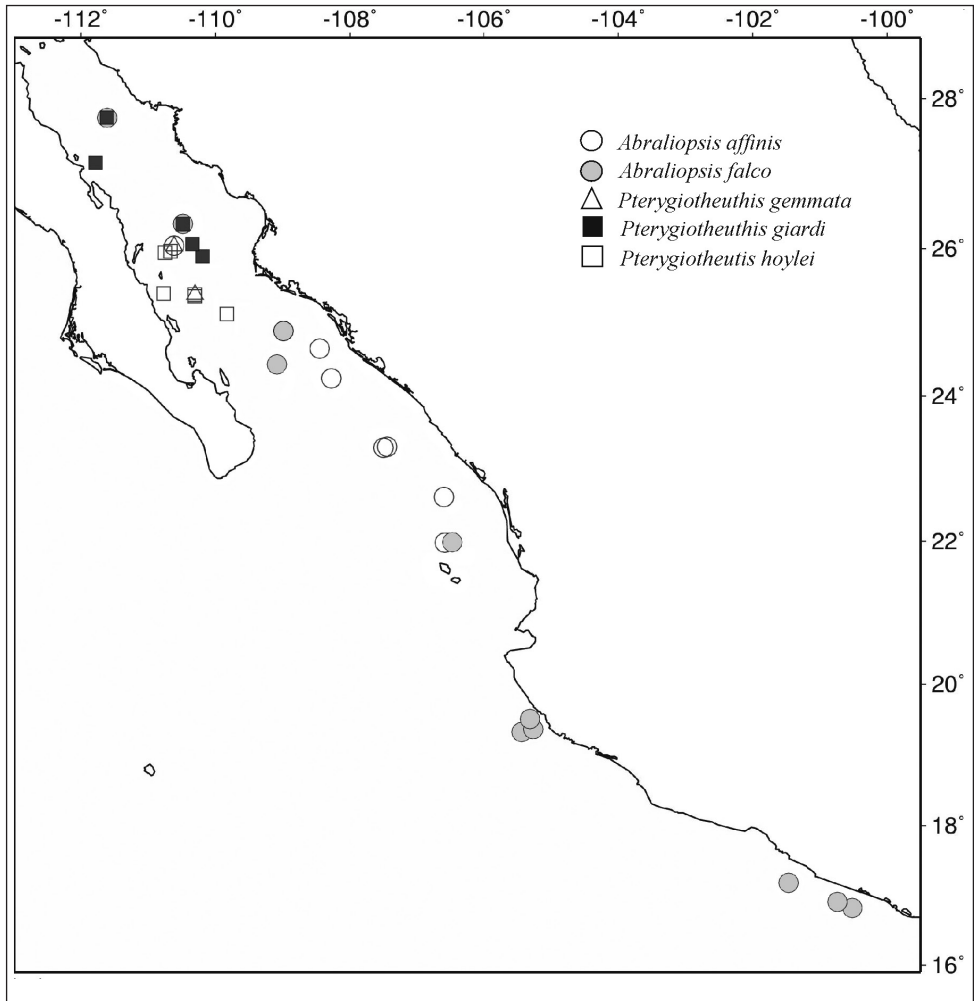 -112° -110° -108° -106° -104° -102° -100°
28°
Abraliopsis affinis
Abraliopsis falco
Pterygiotheuthis gemmata
Pterygiotheuthis giardi
26°
Pterygiotheutis hoylei
24°
22°
20°
18°
16°